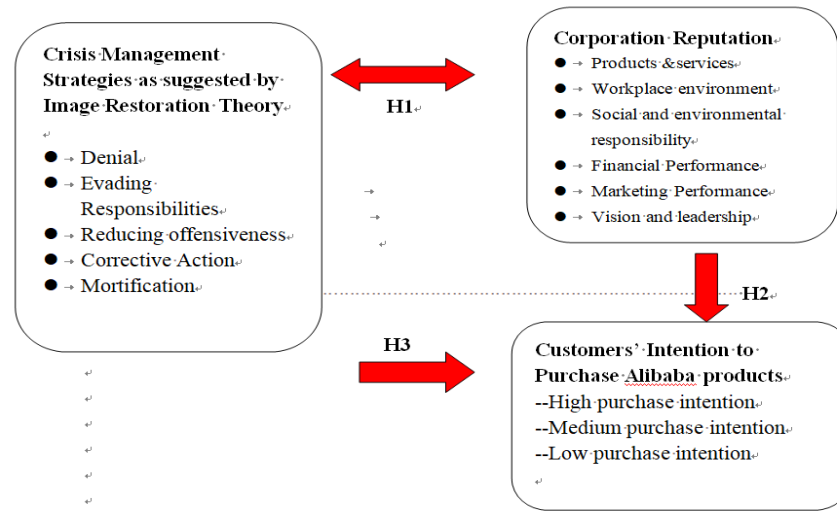 Crisis Management
Strategies as suggested by
Image Restoration Theory
● Denial
● Evading
Responsibilities
● Reducing offensiveness
● Corrective Action
● Mortification
H1
Corporation Reputation
● Products &services
● Workplace environment
● Social and environmental
responsibility
● Financial Performance
● Marketing Performance
● Vision and leadership
H2
H3
Customers’ Intention to
Purchase Alibaba products
--High purchase intention
--Medium purchase intention
--Low purchase intention